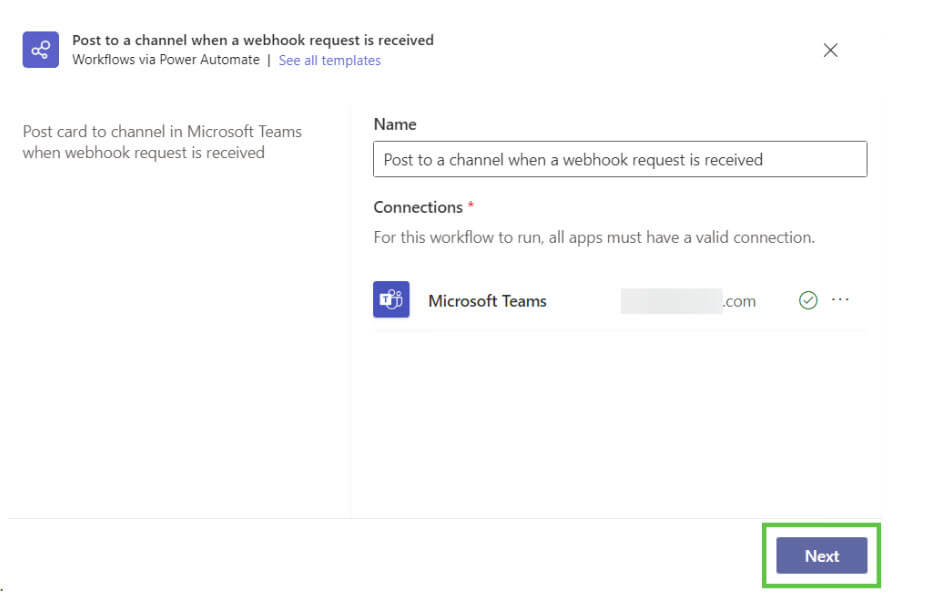 Post to a channel when a webhook request is received
Workflows via Power Automate | See all templates
Post card to channel in Microsoft Teams
when webhook request is received
Name
Post to a channel when a webhook request is received
Connections *
For this workflow to run, all apps must have a valid connection.
Microsoft Teams .com ...
Next
.